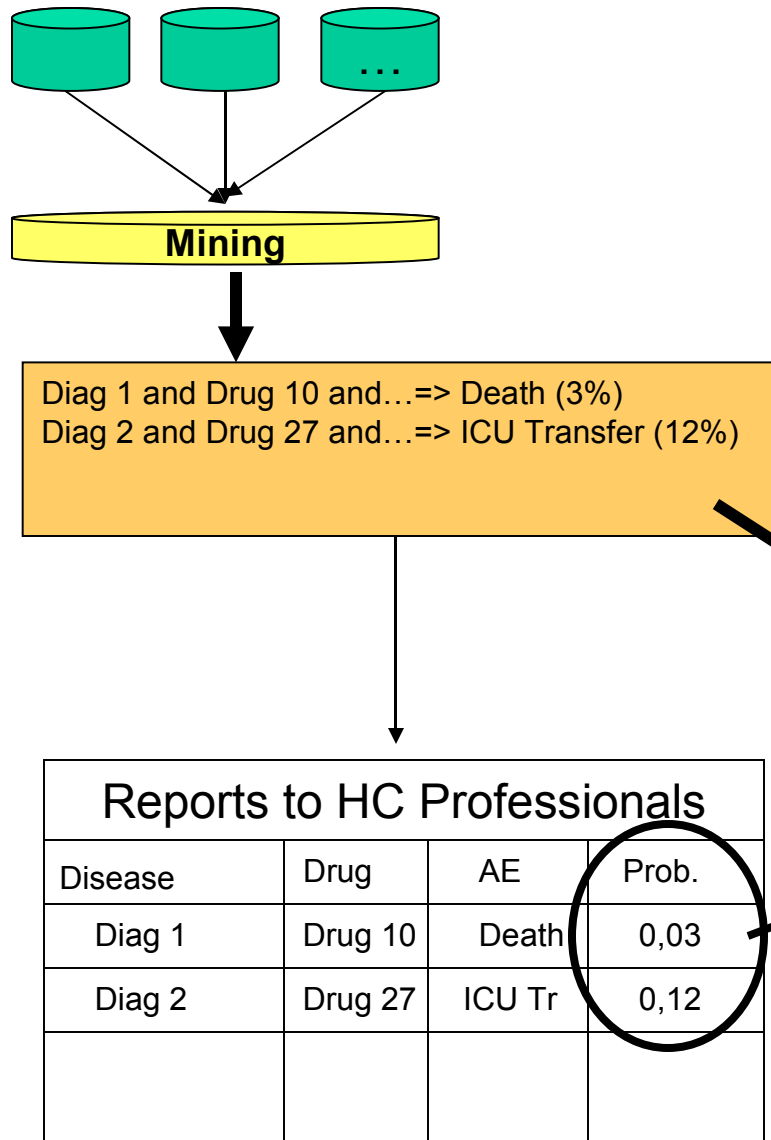 ...
Mining
Diag 1 and Drug 10 and...=> Death (3%)
Diag 2 and Drug 27 and...=> ICU Transfer (12%)
Reports to HC Professionals
Disease Drug AE Prob.
Diag 1 Drug 10 Death 0,03
Diag 2 Drug 27 ICU Tr 0,12